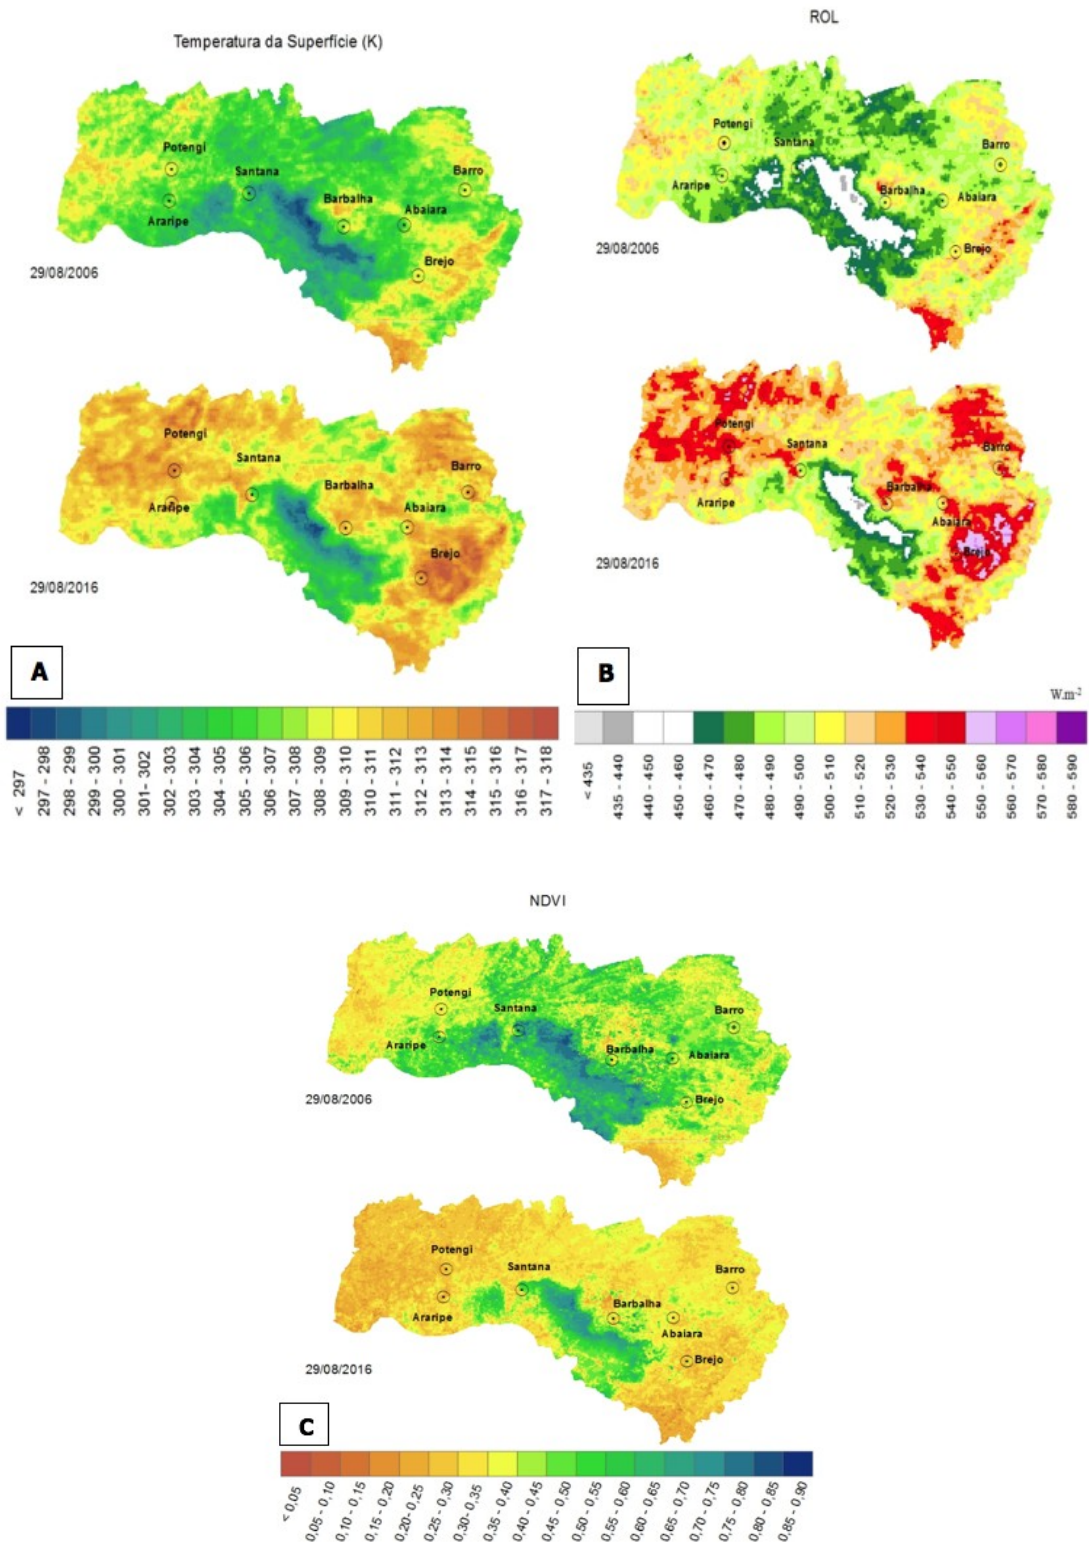 ROL
Temperatura da Superfície (K)
Potengi
Santana
Barro
Barbalha
Araripe
Abaiara
Brejo
29/08/2006
Potengi
Santana
Barro
Araripe
Barbalha
Abaiara
Brejo
29/08/2006
Potengi
Santana
Barro
Araripe
Barbalha
Abaiara
Brejo
29/08/2016
Potengi
Santana
Barro
Araripe
Barbalha
Abaiara
Brejo
29/08/2016
A
B
W.m-2
< 297
297 - 298
298 - 299
299 - 300
300 - 301
301- 302
302 - 303
303 - 304
304 - 305
305 - 306
306 - 307
307 - 308
308 - 309
309 - 310
310 - 311
311 - 312
312 - 313
313 - 314
314 - 315
315 - 316
316 - 317
317 - 318
< 435
435 - 440
440 - 450
450 - 460
460 - 470
470 - 480
480 - 490
490 - 500
500 - 510
510 - 520
520 - 530
530 - 540
540 - 550
550 - 560
560 - 570
570 - 580
580 - 590
NDVI
Potengi
Santana
Barro
Araripe
Barbalha
Abaiara
Brejo
29/08/2006
Potengi
Santana
Barro
Araripe
Barbalha
Abaiara
Brejo
29/08/2016
C
< 0,05
0,05 - 0,10
0,10 - 0,15
0,15 - 0,20
0,20- 0,25
0,25 - 0,30
0,30- 0,35
0,35 - 0,40
0,40 - 0,45
0,45 - 0,50
0,50 - 0,55
0,55 - 0,60
0,60 - 0,65
0,65 - 0,70
0,70 - 0,75
0,75 - 0,80
0,80 - 0,85
0,85 - 0,90